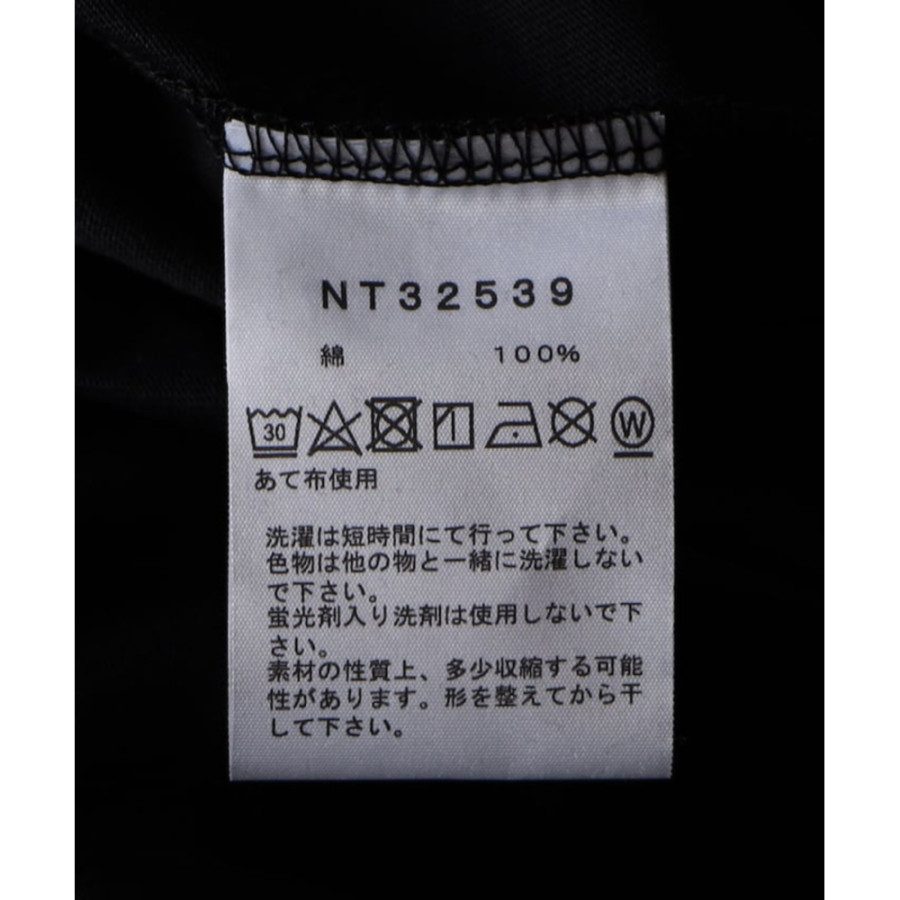 NT32539
綿 100%
30 W
あて布使用
洗濯は短時間にて行って下さい。
色物は他の物と一緒に洗濯しない
で下さい。
蛍光剤入り洗剤は使用しないで下
さい。
素材の性質上、多少収縮する可能
性があります。形を整えてから干
して下さい。